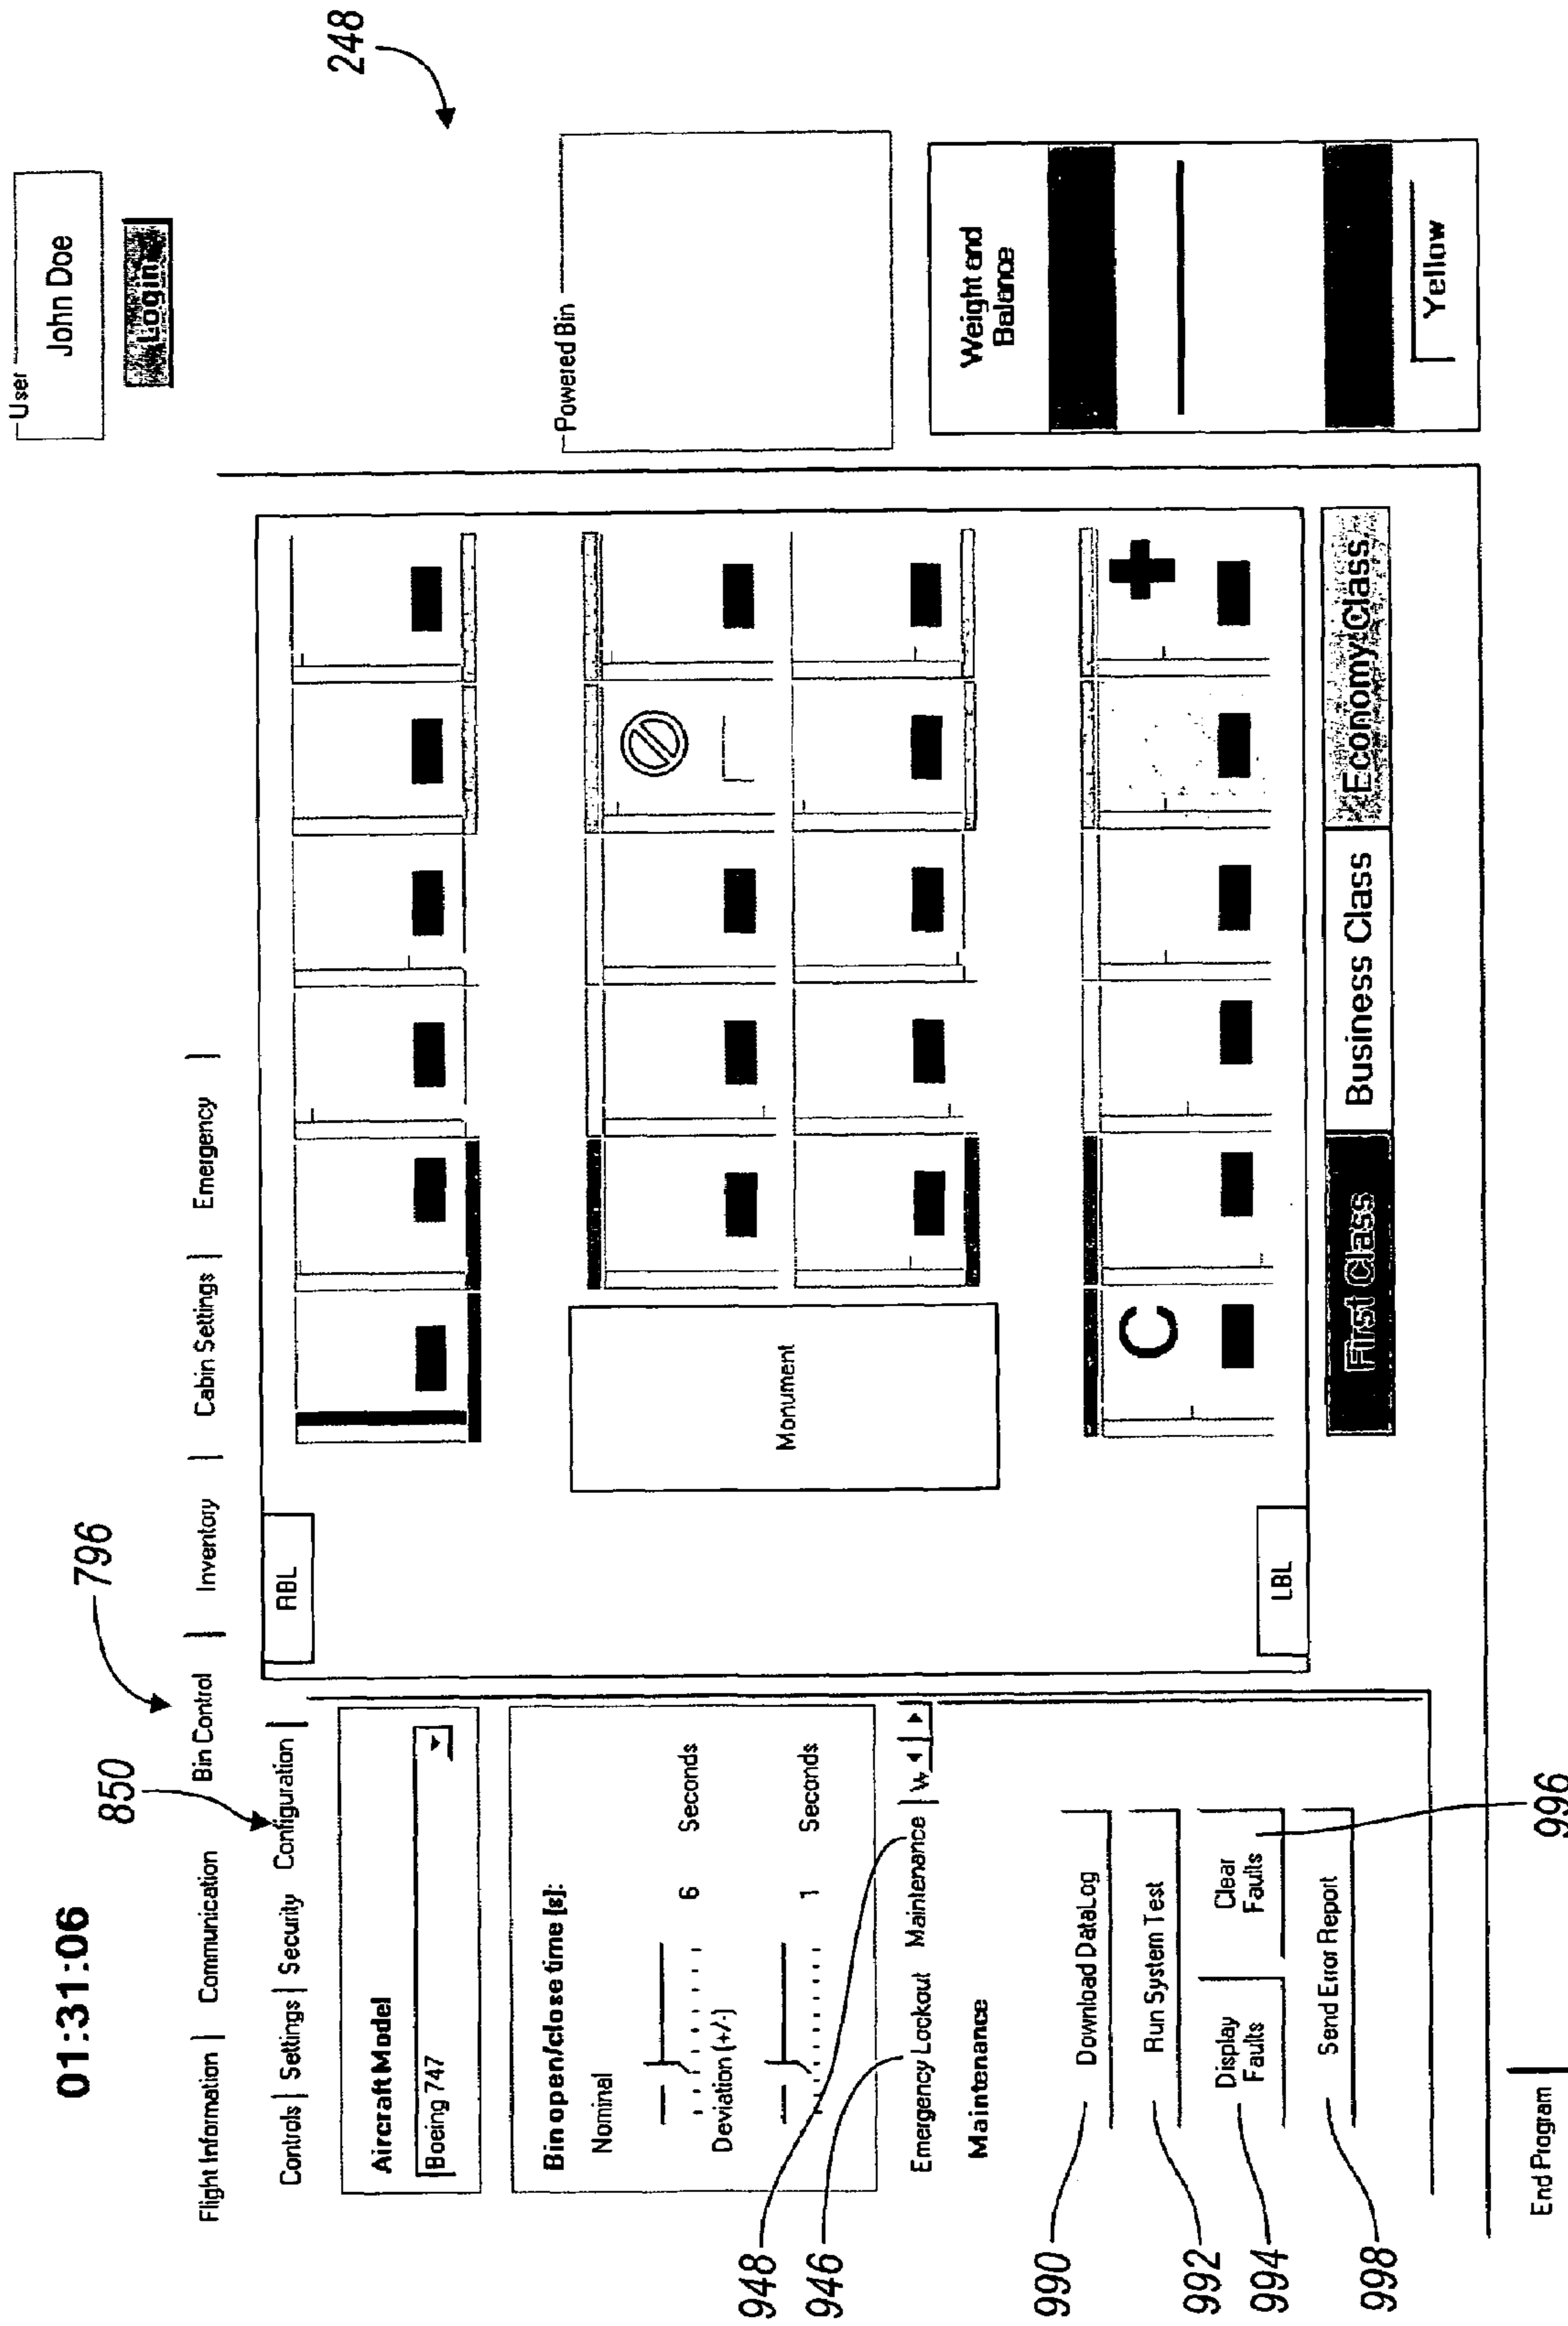 01:31:06
User
John Doe
Login
248
796
850
Flight Information
Communication
Bin Control
Inventory
Cabin Settings
Emergency
Controls
Settings
Security
Configuration
Aircraft Model
Boeing 747
Bin open/close time [s]:
Nominal
6
Seconds
Deviation (+/-)
1
Seconds
948
946
Emergency Lockout
Maintenance
Maintenance
990
Download DataLog
992
Run System Test
994
Display
Faults
Clear
Faults
996
998
Send Error Report
End Program
RBL
LBL
Monument
C
First Class
Business Class
Economy Class
Powered Bin
Weight and
Balance
Yellow